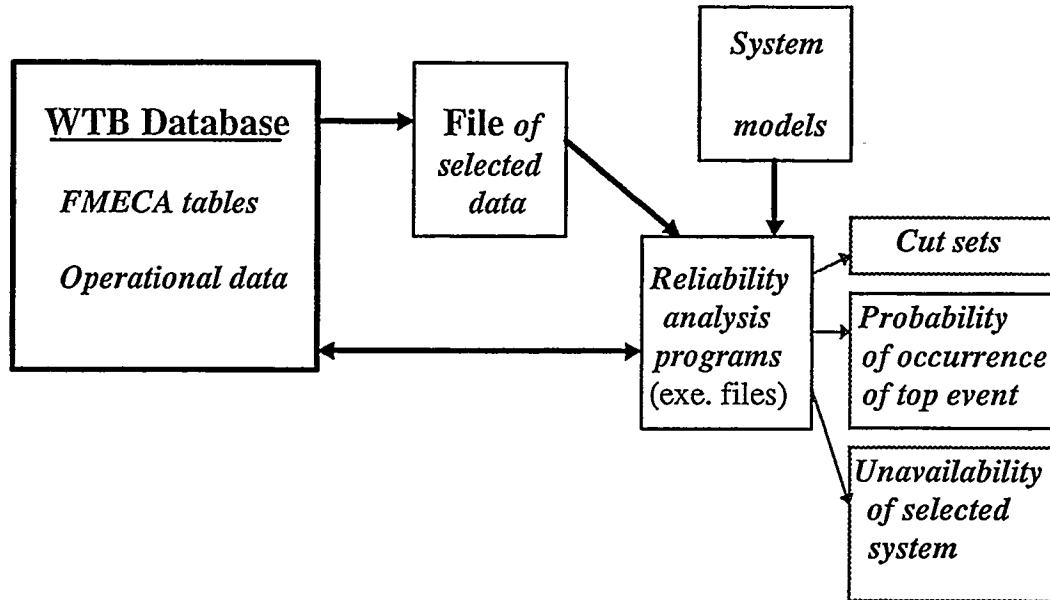 WTB Database
FMECA tables
Operational data
File of
selected
data
System
models
Reliability
analysis
programs
(exe. files)
Cut sets
Probability
of occurrence
of top event
Unavailability
of selected
system